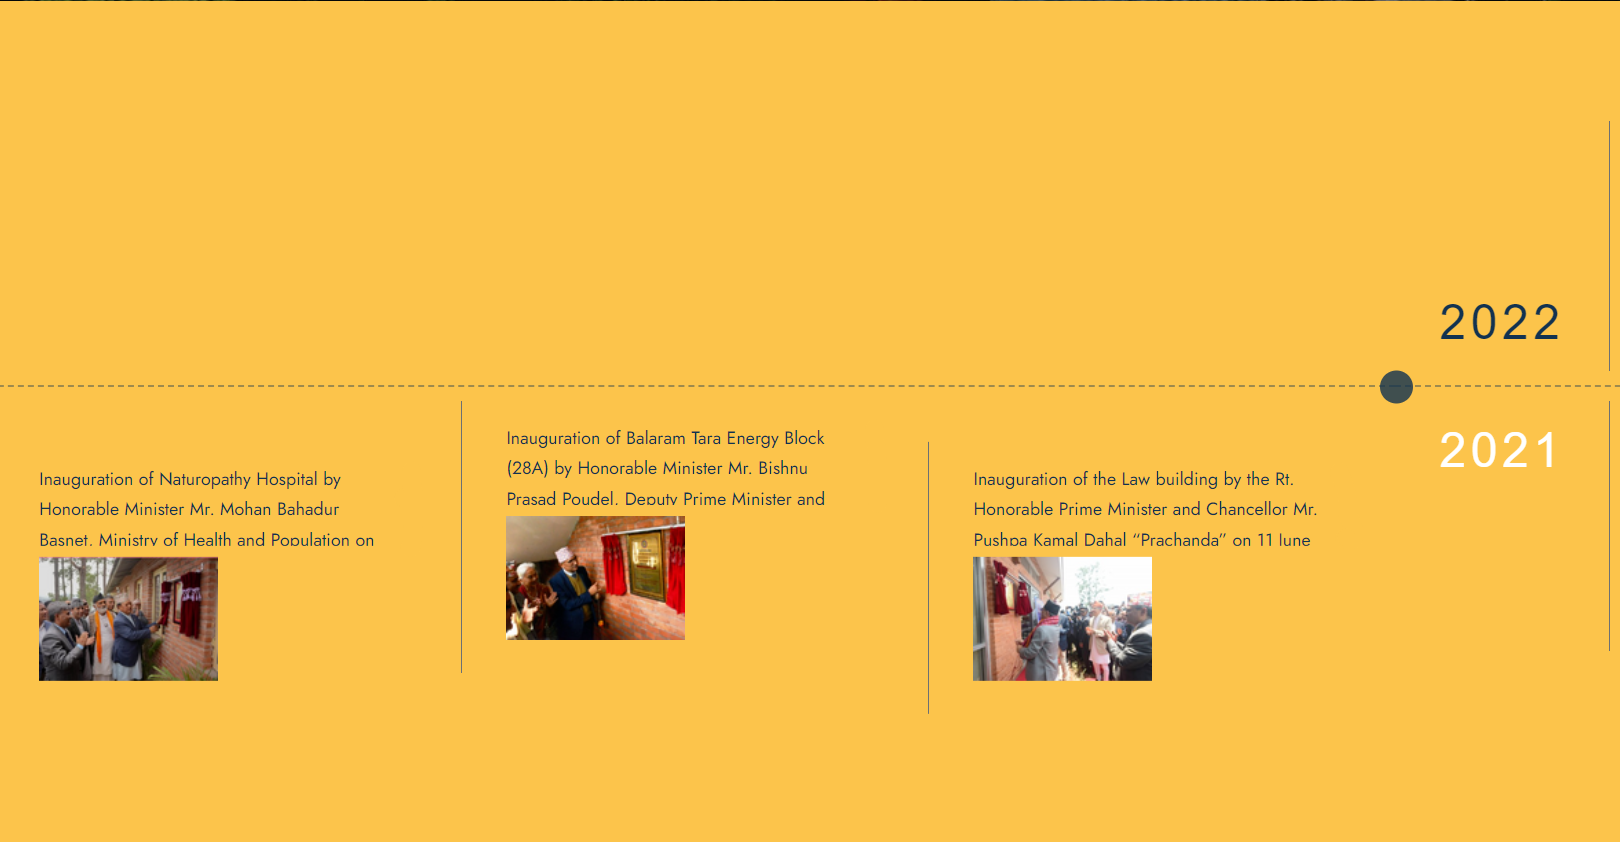 2022
2021
Inauguration of Naturopathy Hospital by
Honorable Minister Mr. Mohan Bahadur
Basnet, Ministry of Health and Population on
Inauguration of Balaram Tara Energy Block
(28A) by Honorable Minister Mr. Bishnu
Prasad Poudel, Deputy Prime Minister and
Inauguration of the Law building by the Rt.
Honorable Prime Minister and Chancellor Mr.
Pushpa Kamal Dahal “Prachanda” on 11 June